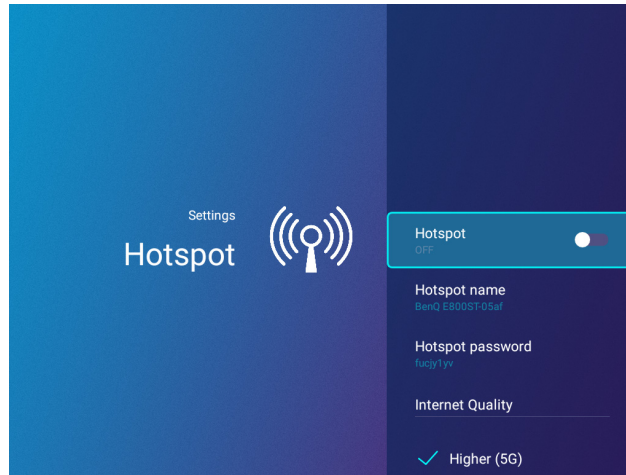 Settings
Hotspot
Hotspot
OFF
Hotspot name
BenQ E800ST-05af
Hotspot password
fucjy1yv
Internet Quality
Higher (5G)